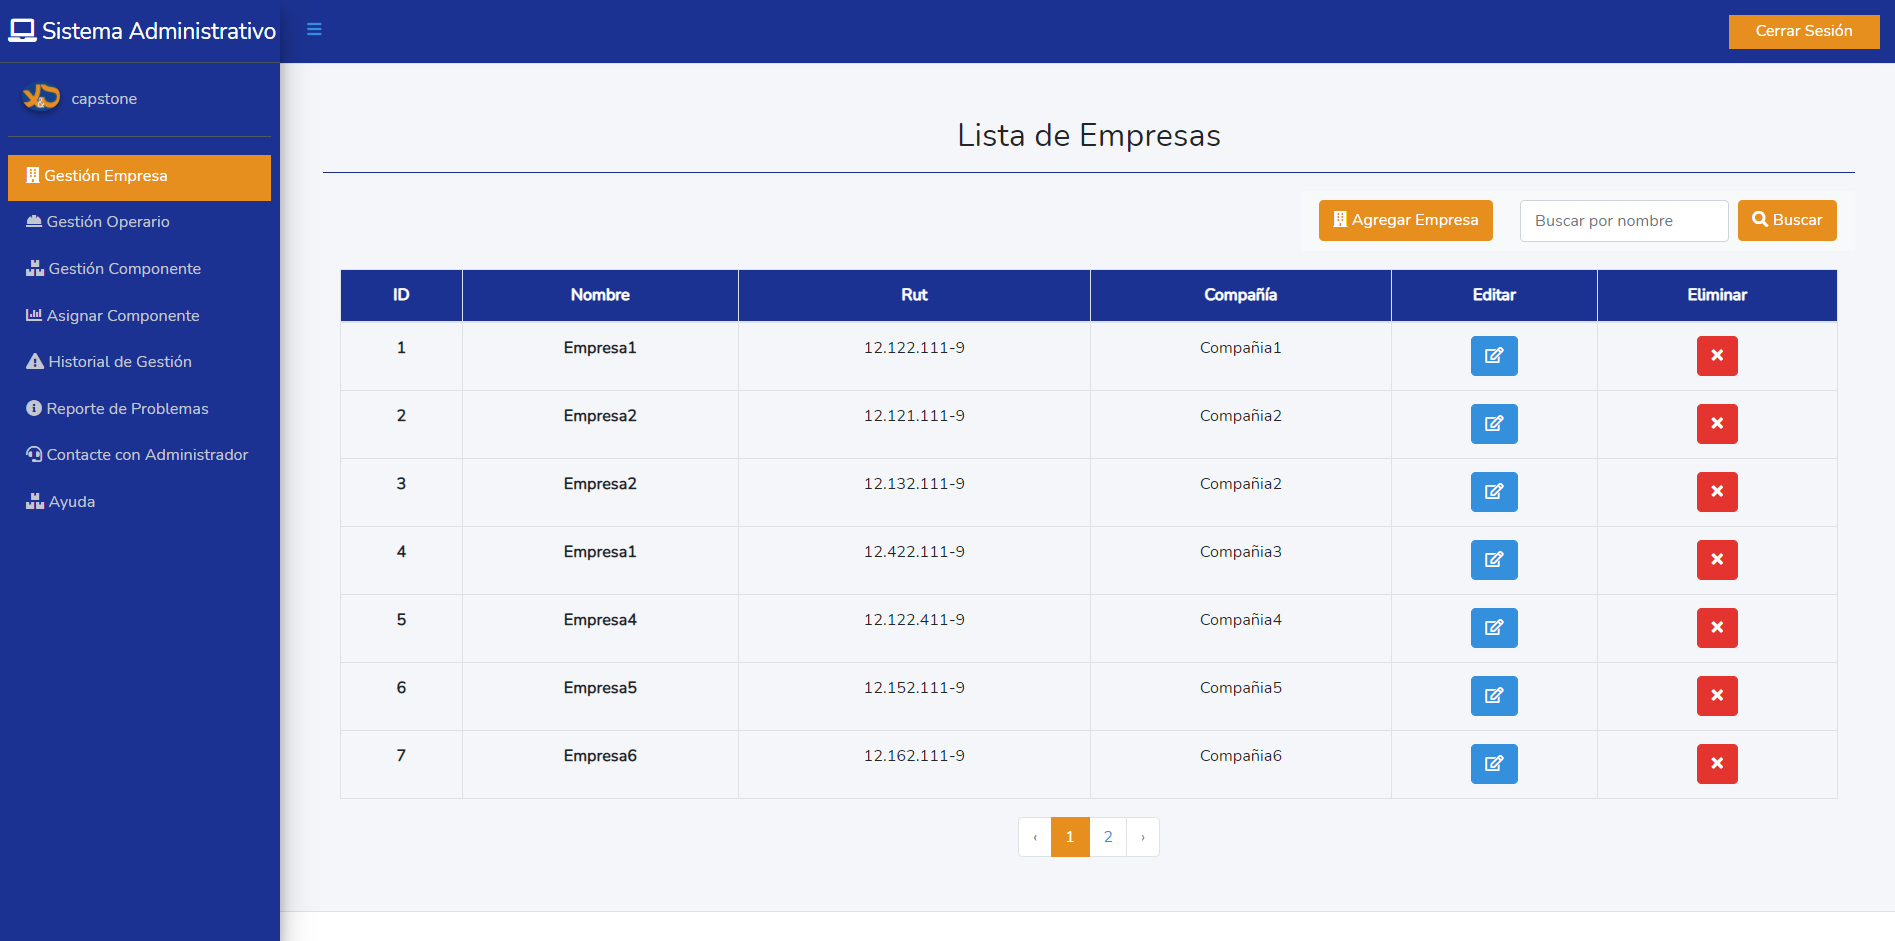 Sistema Administrativo
Cerrar Sesión
capstone
Gestión Empresa
Gestión Operario
Gestión Componente
Asignar Componente
Historial de Gestión
Reporte de Problemas
Contacte con Administrador
Ayuda
Lista de Empresas
Agregar Empresa Buscar por nombre Buscar
ID Nombre Rut Compañía Editar Eliminar
1 Empresa1 12.122.111-9 Compañia1
2 Empresa2 12.121.111-9 Compañia2
3 Empresa2 12.132.111-9 Compañia2
4 Empresa1 12.422.111-9 Compañia3
5 Empresa4 12.122.411-9 Compañia4
6 Empresa5 12.152.111-9 Compañia5
7 Empresa6 12.162.111-9 Compañia6
‹ 1 2 ›